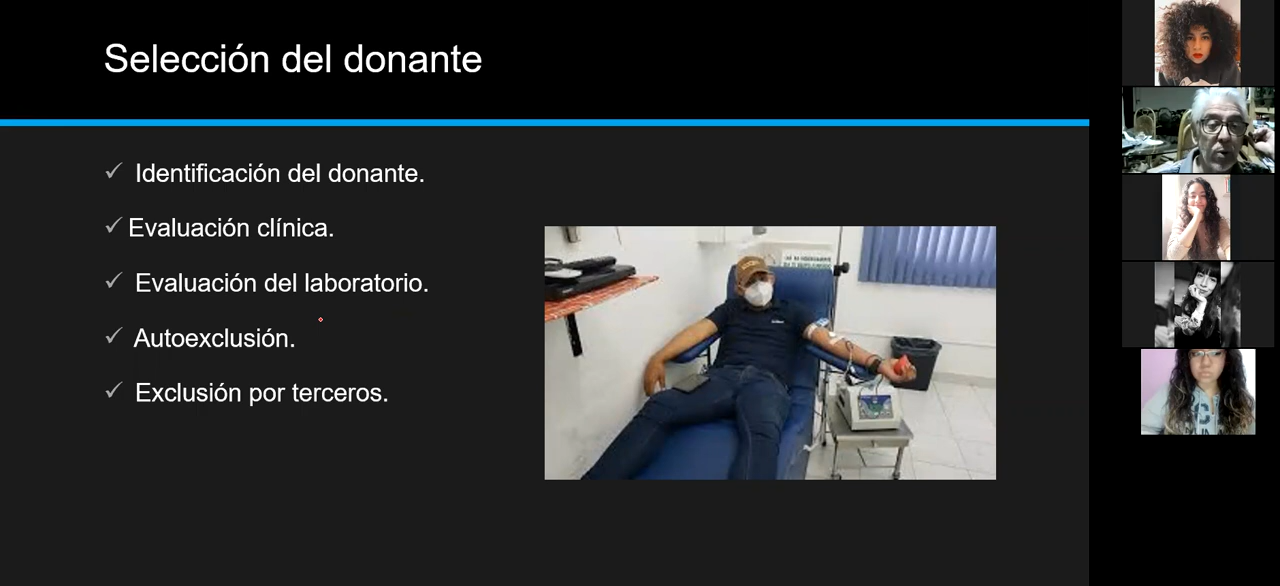 Selección del donante
✓ Identificación del donante.
✓ Evaluación clínica.
✓ Evaluación del laboratorio.
✓ Autoexclusión.
✓ Exclusión por terceros.